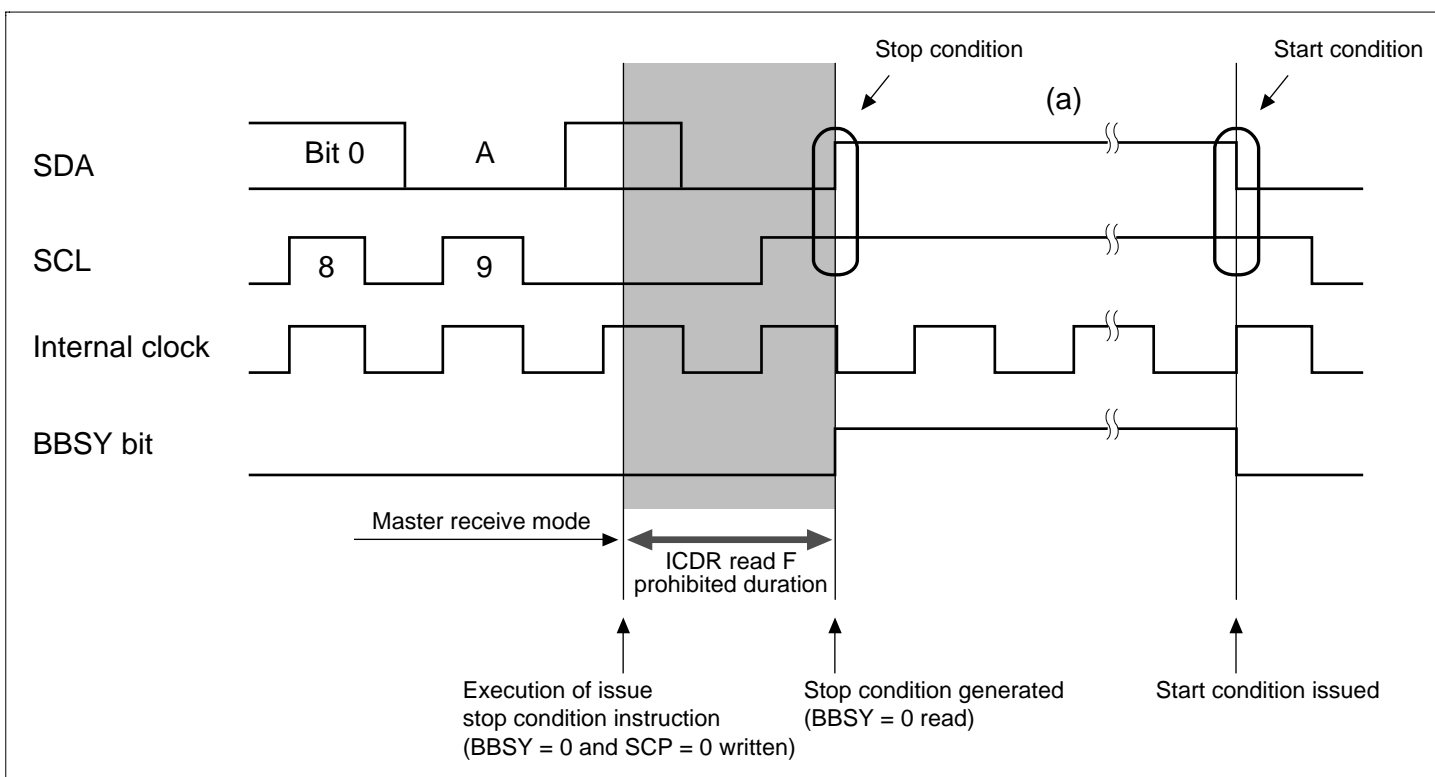 Stop condition
Start condition
(a)
SDA
Bit 0
A
SCL
8
9
Internal clock
BBSY bit
Master receive mode
ICDR read F
prohibited duration
Execution of issue
stop condition instruction
(BBSY = 0 and SCP = 0 written)
Stop condition generated
(BBSY = 0 read)
Start condition issued